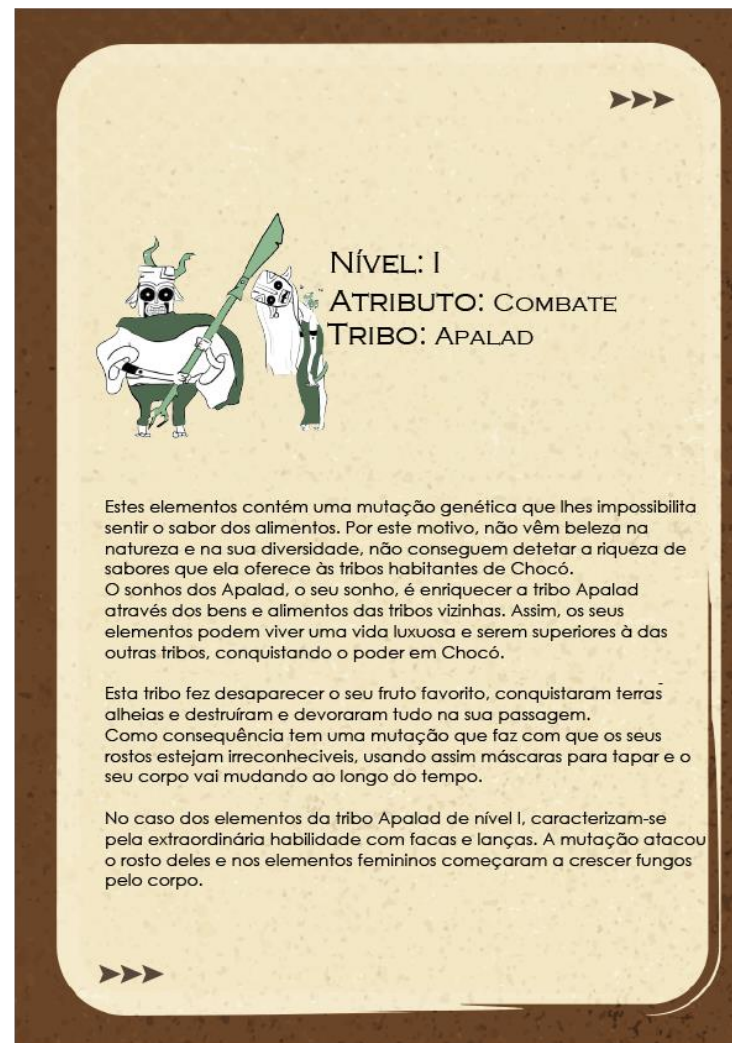 Nível: I
Atributo: Combate
Tribo: Apalad
Estes elementos contém uma mutação genética que lhes impossibilita
sentir o sabor dos alimentos. Por este motivo, não vêm beleza na
natureza e na sua diversidade, não conseguem detetar a riqueza de
sabores que ela oferece às tribos habitantes de Chocó.
O sonhos dos Apalad, o seu sonho, é enriquecer a tribo Apalad
através dos bens e alimentos das tribos vizinhas. Assim, os seus
elementos podem viver uma vida luxuosa e serem superiores à das
outras tribos, conquistando o poder em Chocó.
Esta tribo fez desaparecer o seu fruto favorito, conquistaram terras
alheias e destruíram e devoraram tudo na sua passagem.
Como consequência tem uma mutação que faz com que os seus
rostos estejam irreconheciveis, usando assim máscaras para tapar e o
seu corpo vai mudando ao longo do tempo.
No caso dos elementos da tribo Apalad de nível I, caracterizam-se
pela extraordinária habilidade com facas e lanças. A mutação atacou
o rosto deles e nos elementos femininos começaram a crescer fungos
pelo corpo.